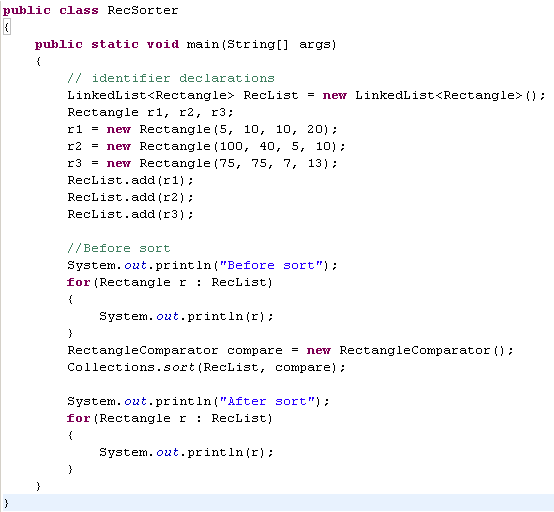 public class RecSorter
{
    public static void main(String[] args)
    {
        // identifier declarations
        LinkedList<Rectangle> RecList = new LinkedList<Rectangle>();
        Rectangle r1, r2, r3;
        r1 = new Rectangle(5, 10, 10, 20);
        r2 = new Rectangle(100, 40, 5, 10);
        r3 = new Rectangle(75, 75, 7, 13);
        RecList.add(r1);
        RecList.add(r2);
        RecList.add(r3);

        //Before sort
        System.out.println("Before sort");
        for(Rectangle r : RecList)
        {
            System.out.println(r);
        }
        RectangleComparator compare = new RectangleComparator();
        Collections.sort(RecList, compare);

        System.out.println("After sort");
        for(Rectangle r : RecList)
        {
            System.out.println(r);
        }
    }
}